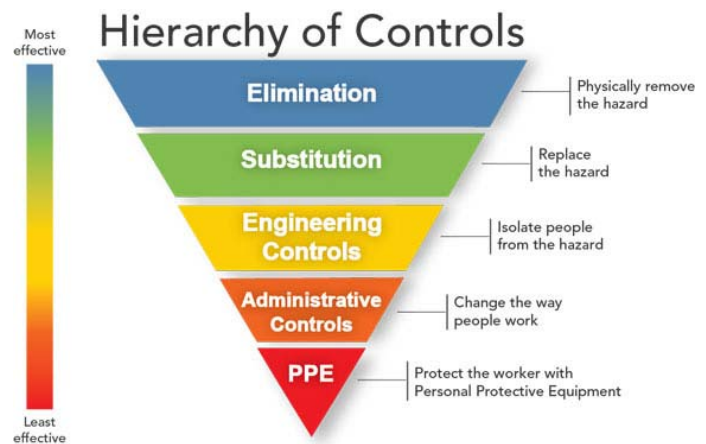 Hierarchy of Controls
Most
effective
Elimination
Physically remove
the hazard
Substitution
Replace
the hazard
Engineering
Controls
Isolate people
from the hazard
Administrative
Controls
Change the way
people work
PPE
Protect the worker with
Personal Protective Equipment
Least
effective